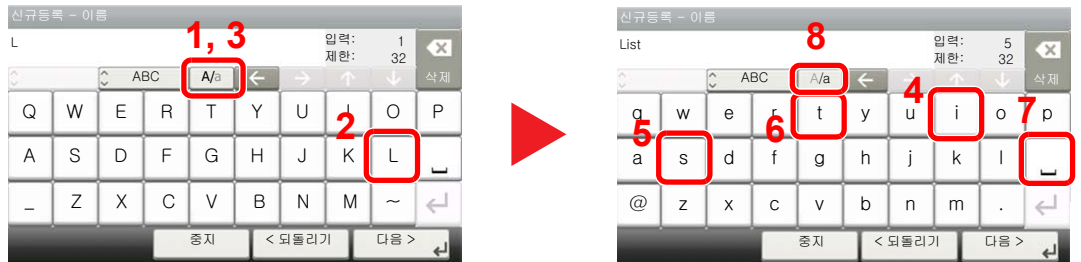 신규등록 - 이름
L
입력: 1
제한: 32
1, 3
ABC
A/a
삭제
Q W E R T Y U I O P
2
A S D F G H J K L
_ Z X C V B N M ~
중지
< 되돌리기
다음 >
신규등록 - 이름
List
입력: 5
제한: 32
8
ABC
A/a
삭제
4
7
q w e r t y u i o p
5
6
a s d f g h j k l
@ z x c v b n m .
중지
< 되돌리기
다음 >